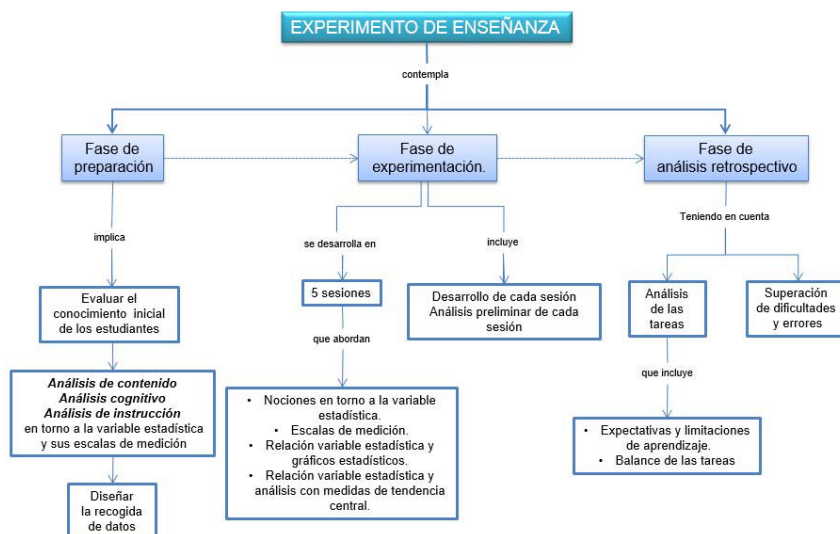 EXPERIMENTO DE ENSEÑANZA
contempla
Fase de
preparación
Fase de
experimentación.
Fase de
análisis retrospectivo
implica
se desarrolla en
incluye
Teniendo en cuenta
Evaluar el
conocimiento inicial
de los estudiantes
5 sesiones
Desarrollo de cada sesión
Análisis preliminar de cada
sesión
Análisis
de las
tareas
Superación
de dificultades
y errores
que abordan
que incluye
Análisis de contenido
Análisis cognitivo
Análisis de instrucción
en torno a la variable estadística
y sus escalas de medición
• Nociones en torno a la variable
estadística.
• Escalas de medición.
• Relación variable estadística y
gráficos estadísticos.
• Relación variable estadística y
análisis con medidas de tendencia
central.
• Expectativas y limitaciones
de aprendizaje.
• Balance de las tareas
Diseñar
la recogida
de datos